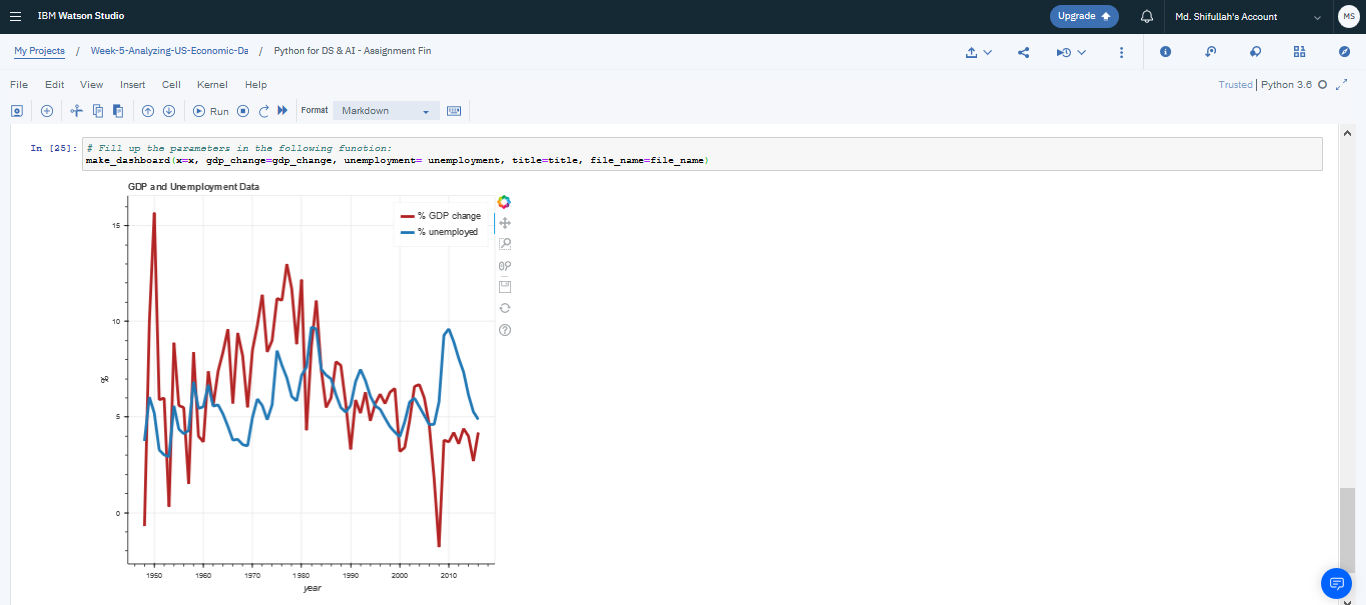 IBM Watson Studio
Upgrade
Md. Shifullah's Account
MS
My Projects / Week-5-Analyzing-US-Economic-Da / Python for DS & AI - Assignment Fin
File Edit View Insert Cell Kernel Help
Trusted | Python 3.6
Run
Format
Markdown
In [25]: # Fill up the parameters in the following function:
make_dashboard(x=x, gdp_change=gdp_change, unemployment= unemployment, title=title, file_name=file_name)
GDP and Unemployment Data
% GDP change
% unemployed
15
10
5
0
%
1950 1960 1970 1980 1990 2000 2010
year